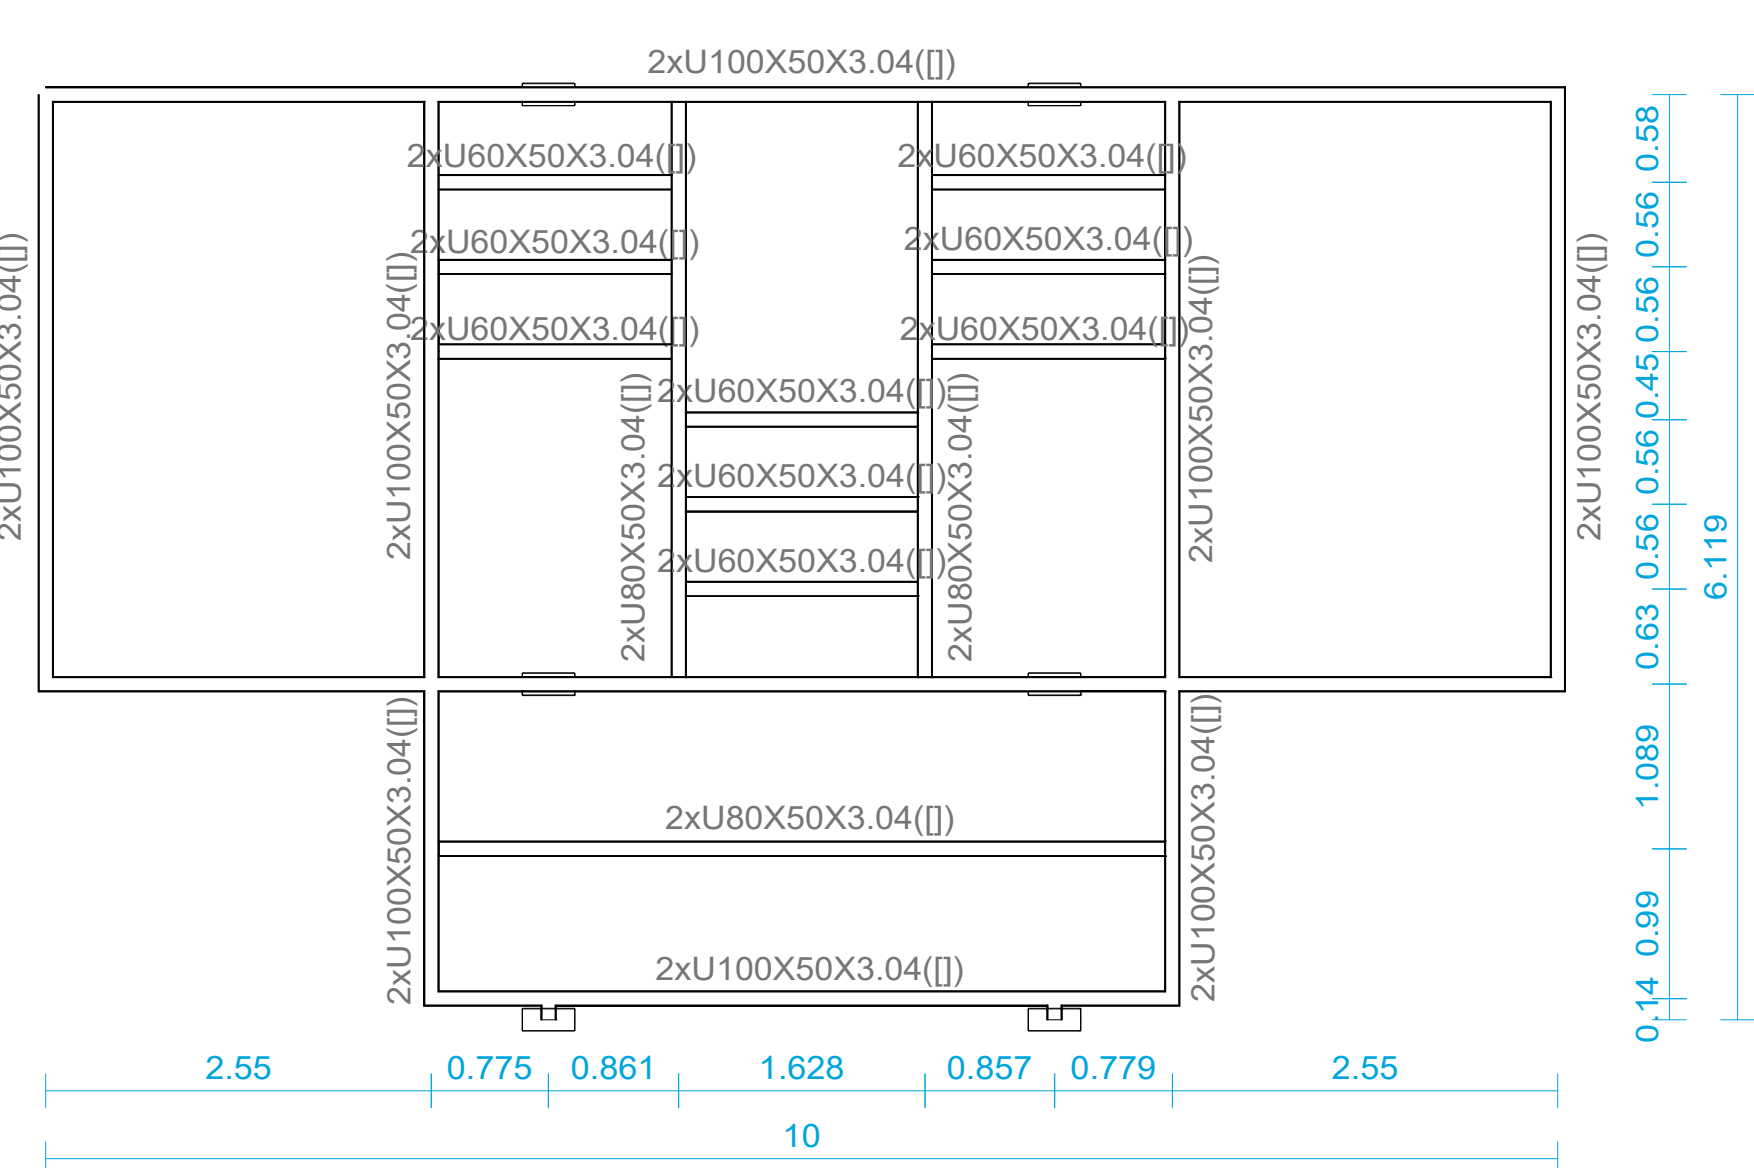 2xU100X50X3.04([])
2xU60X50X3.04([])
2xU60X50X3.04([])
2xU60X50X3.04([])
2xU60X50X3.04([])
2xU60X50X3.04([])
2xU60X50X3.04([])
2xU100X50X3.04([])
2xU100X50X3.04([])
2xU100X50X3.04([])
2xU100X50X3.04([])
2xU80X50X3.04([])
2xU80X50X3.04([])
2xU60X50X3.04([])
2xU60X50X3.04([])
2xU60X50X3.04([])
2xU100X50X3.04([])
2xU100X50X3.04([])
2xU80X50X3.04([])
2xU100X50X3.04([])
0.58
0.56
0.56
0.45
0.56
0.56
0.63
1.089
0.99
0.14
6.119
2.55
0.775
0.861
1.628
0.857
0.779
2.55
10